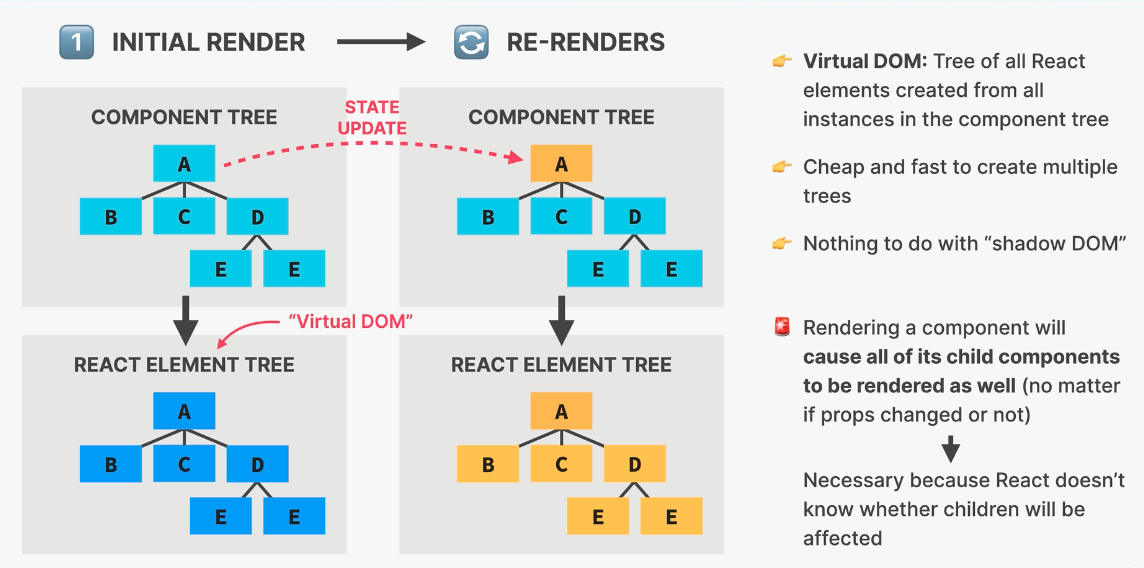 1 INITIAL RENDER
RE-RENDERS
COMPONENT TREE
A
B C D
E E
STATE
UPDATE
COMPONENT TREE
A
B C D
E E
"Virtual DOM"
REACT ELEMENT TREE
A
B C D
E E
REACT ELEMENT TREE
A
B C D
E E
Virtual DOM: Tree of all React
elements created from all
instances in the component tree
Cheap and fast to create multiple
trees
Nothing to do with “shadow DOM”
Rendering a component will
cause all of its child components
to be rendered as well (no matter
if props changed or not)
Necessary because React doesn’t
know whether children will be
affected